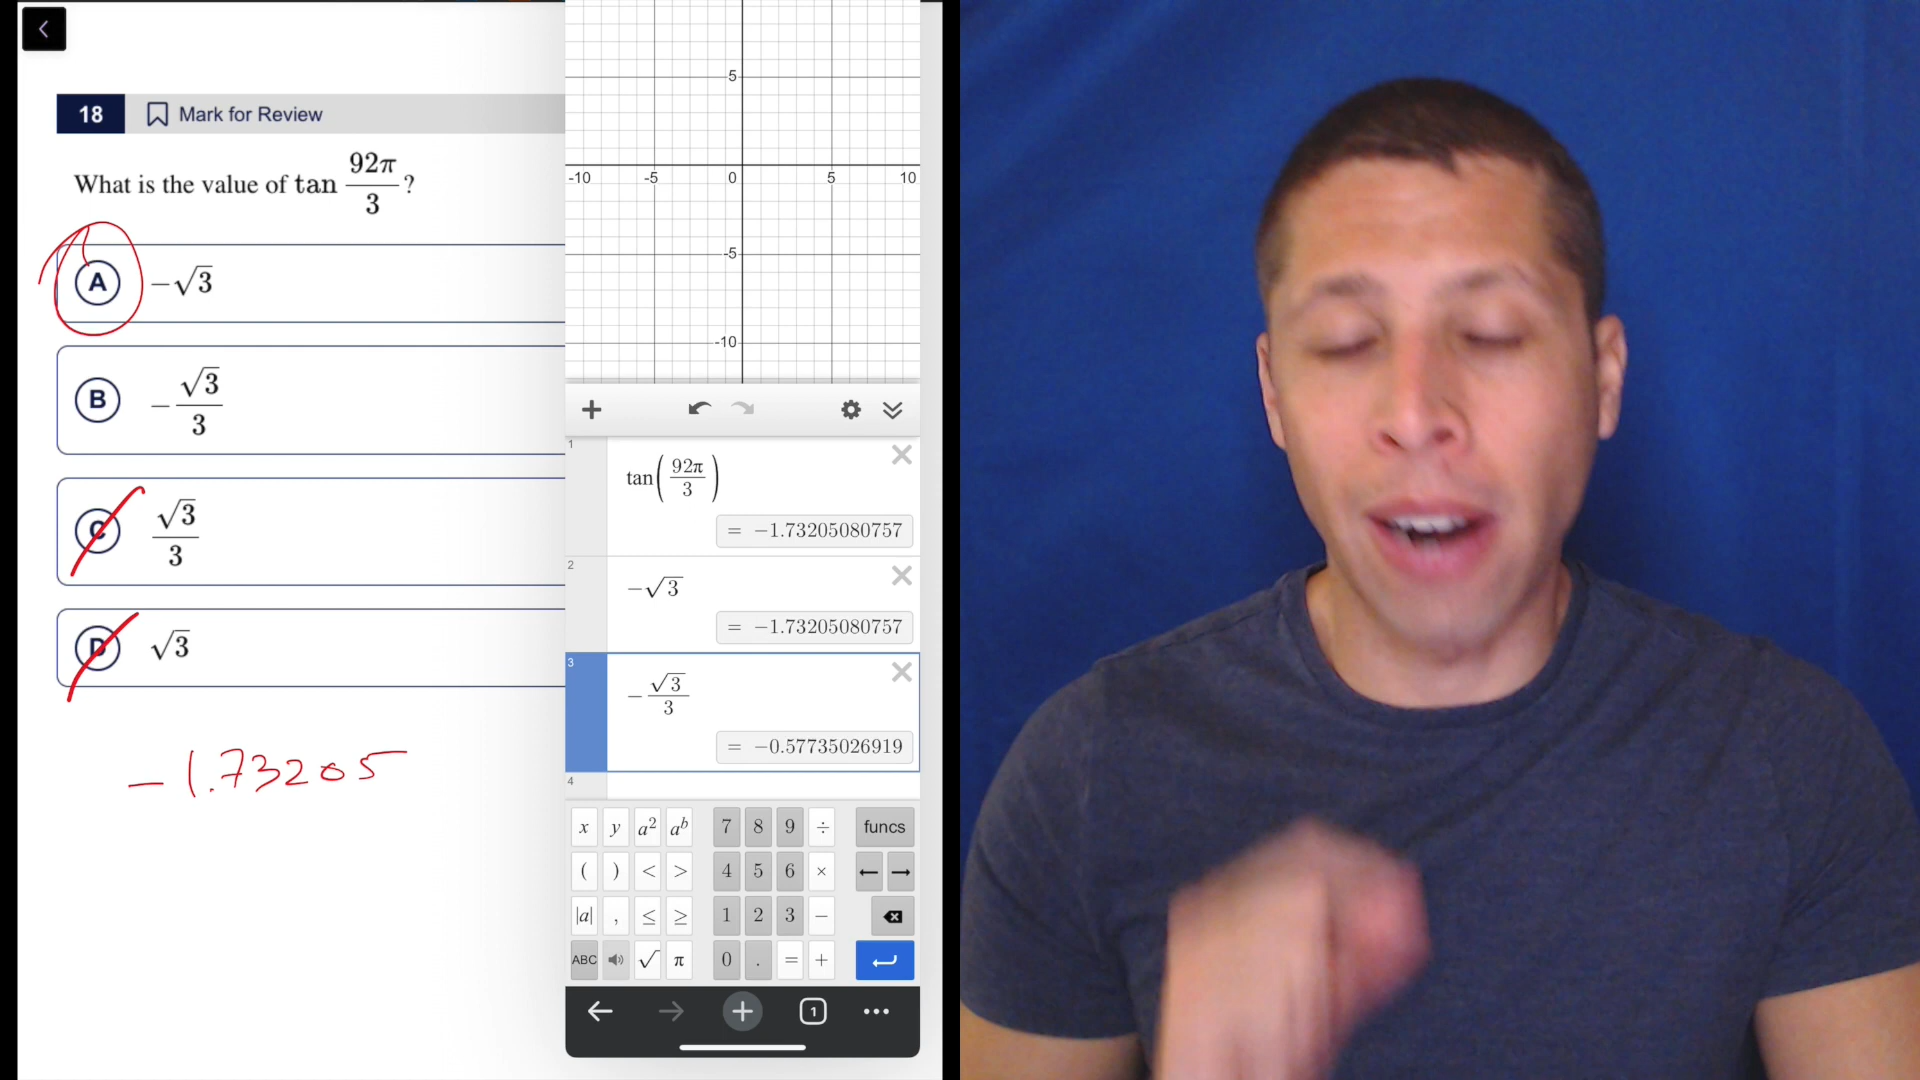 18 Mark for Review
What is the value of tan 92π/3 ?
A −√3
B −√3/3
C √3/3
D √3
− 1.73205
5
-10 -5 0 5 10
-5
-10
1
tan(92π/3)
= −1.73205080757
2
−√3
= −1.73205080757
3
−√3/3
= −0.57735026919
4
x y a² aᵇ 7 8 9 ÷ funcs
( ) < > 4 5 6 × ← →
|a| , ≤ ≥ 1 2 3 −
ABC √ π 0 . = +
1